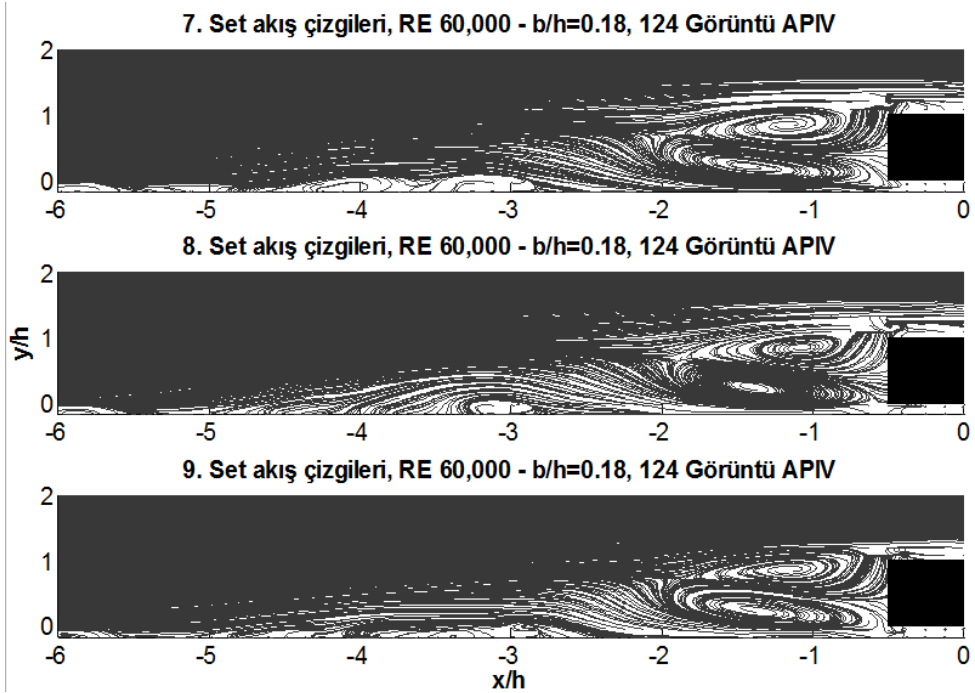 7. Set akış çizgileri, RE 60,000 - b/h=0.18, 124 Görüntü APIV
2
1
0
-6 -5 -4 -3 -2 -1 0
8. Set akış çizgileri, RE 60,000 - b/h=0.18, 124 Görüntü APIV
2
y/h
1
0
-6 -5 -4 -3 -2 -1 0
9. Set akış çizgileri, RE 60,000 - b/h=0.18, 124 Görüntü APIV
2
1
0
-6 -5 -4 -3 -2 -1 0
x/h